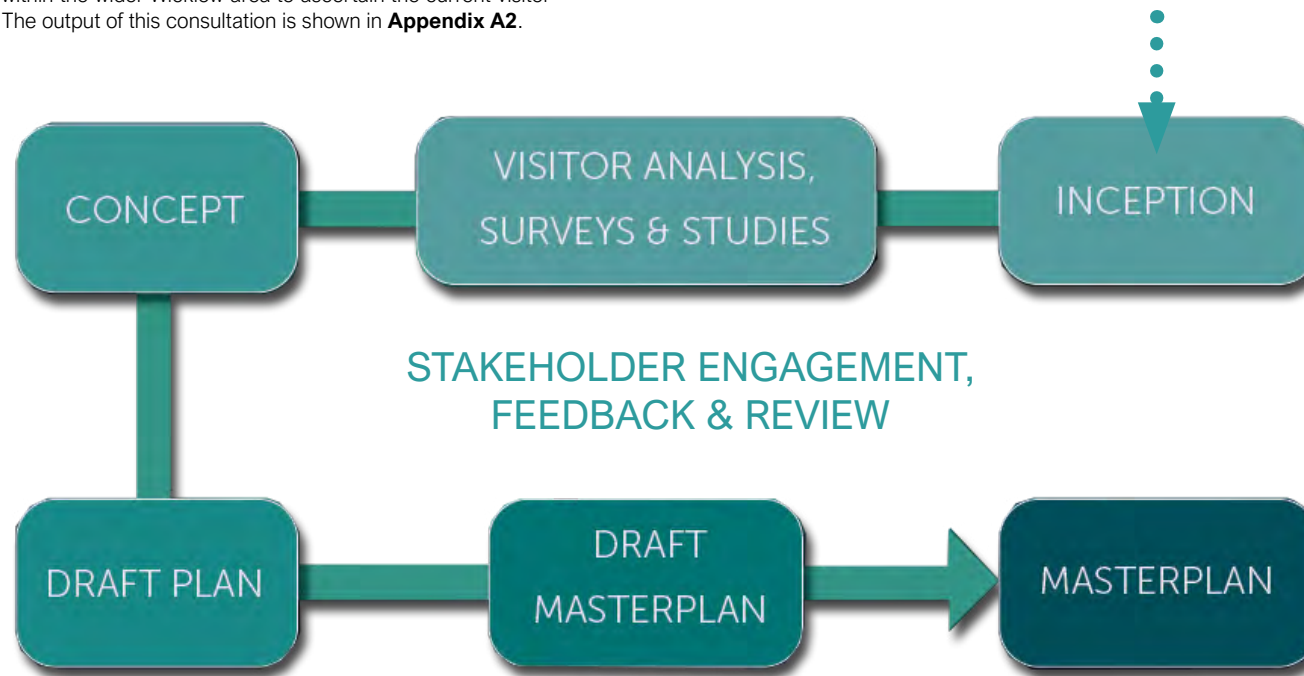 within the wider Wicklow area to ascertain the current visitor
The output of this consultation is shown in Appendix A2.
CONCEPT
VISITOR ANALYSIS,
SURVEYS & STUDIES
INCEPTION
STAKEHOLDER ENGAGEMENT,
FEEDBACK & REVIEW
DRAFT PLAN
DRAFT
MASTERPLAN
MASTERPLAN